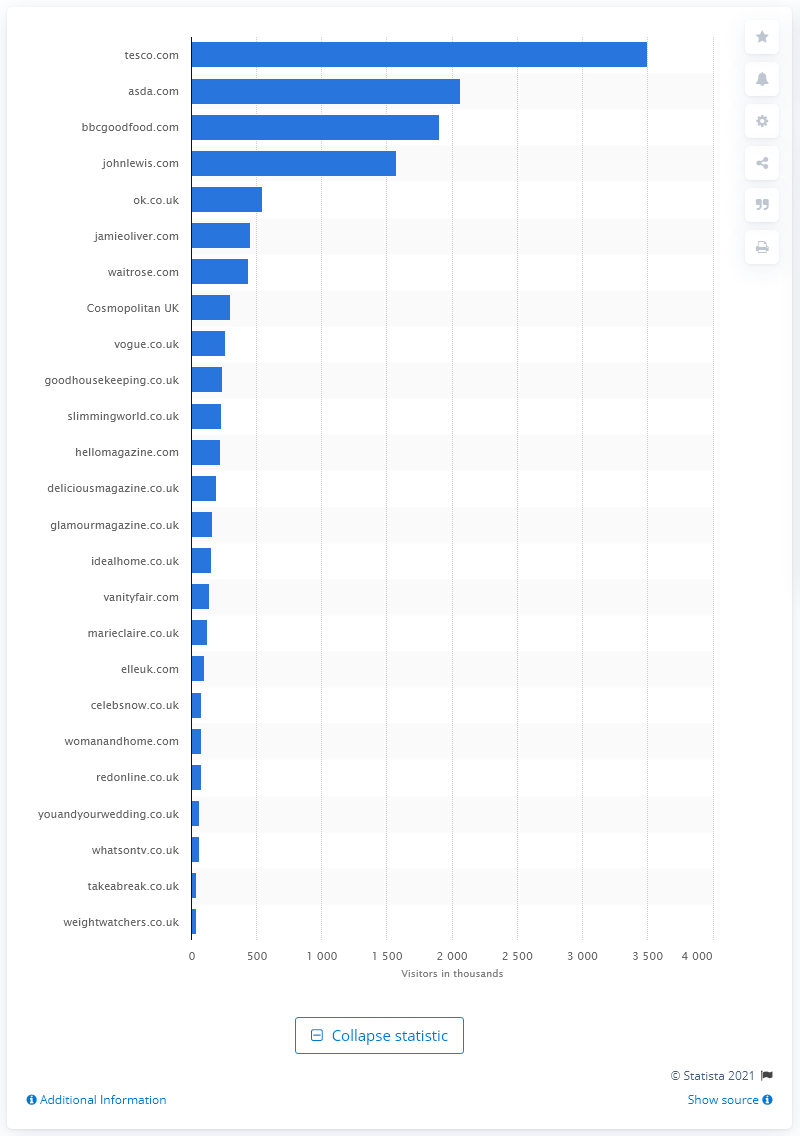 tesco.com
asda.com
bbcgoodfood.com
johnlewis.com
ok.co.uk
jamieoliver.com
waitrose.com
Cosmopolitan UK
vogue.co.uk
goodhousekeeping.co.uk
slimmingworld.co.uk
hellomagazine.com
deliciousmagazine.co.uk
glamourmagazine.co.uk
idealhome.co.uk
vanityfair.com
marieclaire.co.uk
elleuk.com
celebsnow.co.uk
womanandhome.com
redonline.co.uk
youandyourwedding.co.uk
whatsontv.co.uk
takeabreak.co.uk
weightwatchers.co.uk
0 500 1 000 1 500 2 000 2 500 3 000 3 500 4 000
Visitors in thousands
Collapse statistic
© Statista 2021
Additional Information Show source